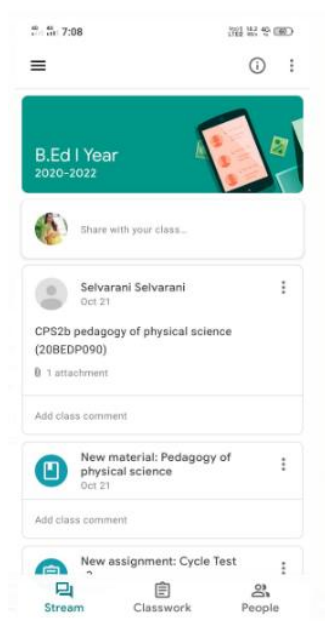 7:08
B.Ed I Year
2020-2022
Share with your class...
Selvarani Selvarani
Oct 21
CPS2b pedagogy of physical science
(20BEDP090)
1 attachment
Add class comment
New material: Pedagogy of
physical science
Oct 21
Add class comment
New assignment: Cycle Test
Stream
Classwork
People